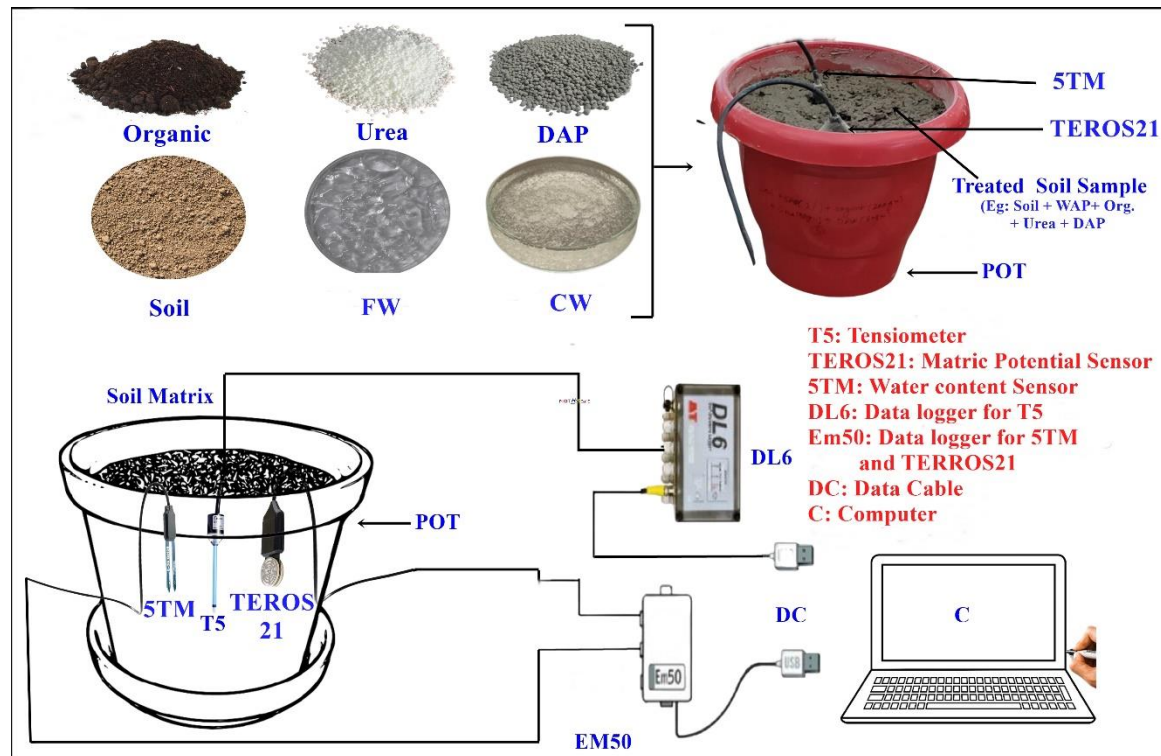 Organic
Urea
DAP
Soil
FW
CW
5TM
TEROS21
Treated Soil Sample
(Eg: Soil + WAP+ Org.
+ Urea + DAP
POT
T5: Tensiometer
TEROS21: Matric Potential Sensor
5TM: Water content Sensor
DL6: Data logger for T5
Em50: Data logger for 5TM
and TERROS21
DC: Data Cable
C: Computer
Soil Matrix
DL6
DL6
POT
5TM
T5
TEROS
21
Em50
EM50
DC
USB
C